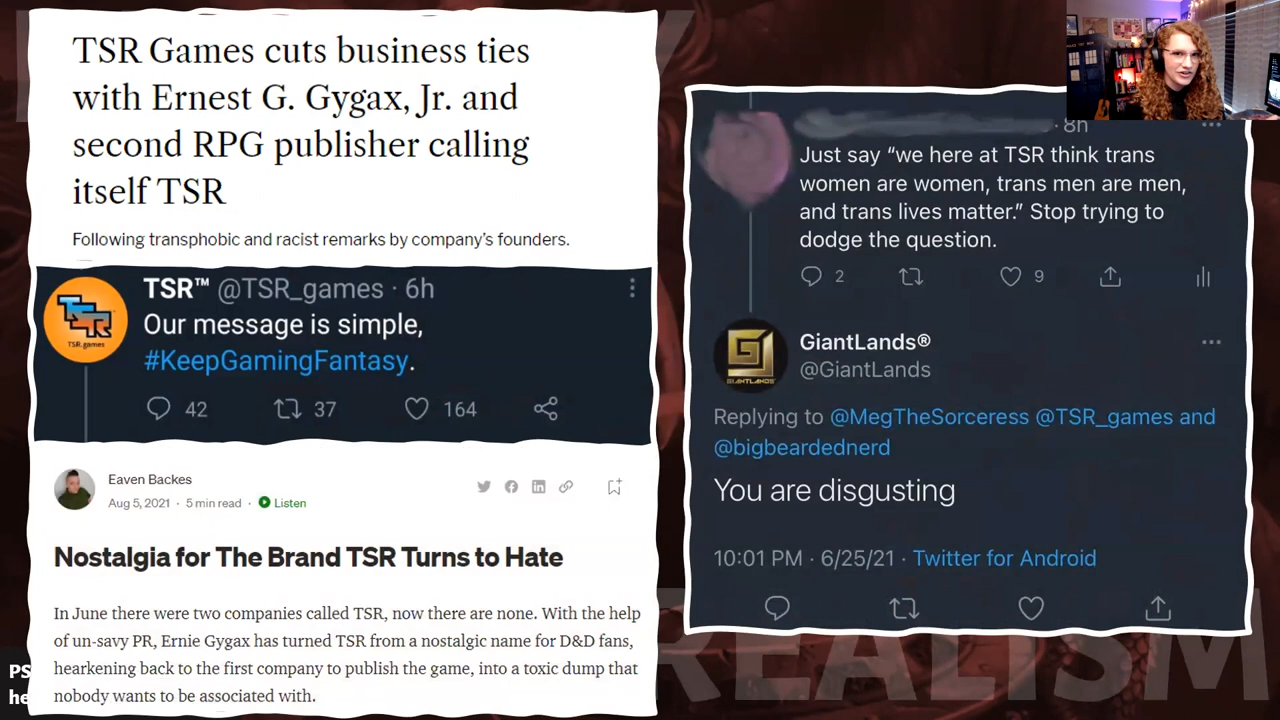 TSR Games cuts business ties
with Ernest G. Gygax, Jr. and
second RPG publisher calling
itself TSR
Following transphobic and racist remarks by company's founders.
TSR™ @TSR_games · 6h
Our message is simple,
#KeepGamingFantasy.
42 37 164
TSR.games
Eaven Backes
Aug 5, 2021 · 5 min read · Listen
Nostalgia for The Brand TSR Turns to Hate
In June there were two companies called TSR, now there are none. With the help
of un-savy PR, Ernie Gygax has turned TSR from a nostalgic name for D&D fans,
hearkening back to the first company to publish the game, into a toxic dump that
nobody wants to be associated with.
· 8h
Just say “we here at TSR think trans
women are women, trans men are men,
and trans lives matter.” Stop trying to
dodge the question.
2 9
GiantLands®
@GiantLands
GIANTLANDS
Replying to @MegTheSorceress @TSR_games and
@bigbeardednerd
You are disgusting
10:01 PM · 6/25/21 · Twitter for Android
REALISM
PS
he